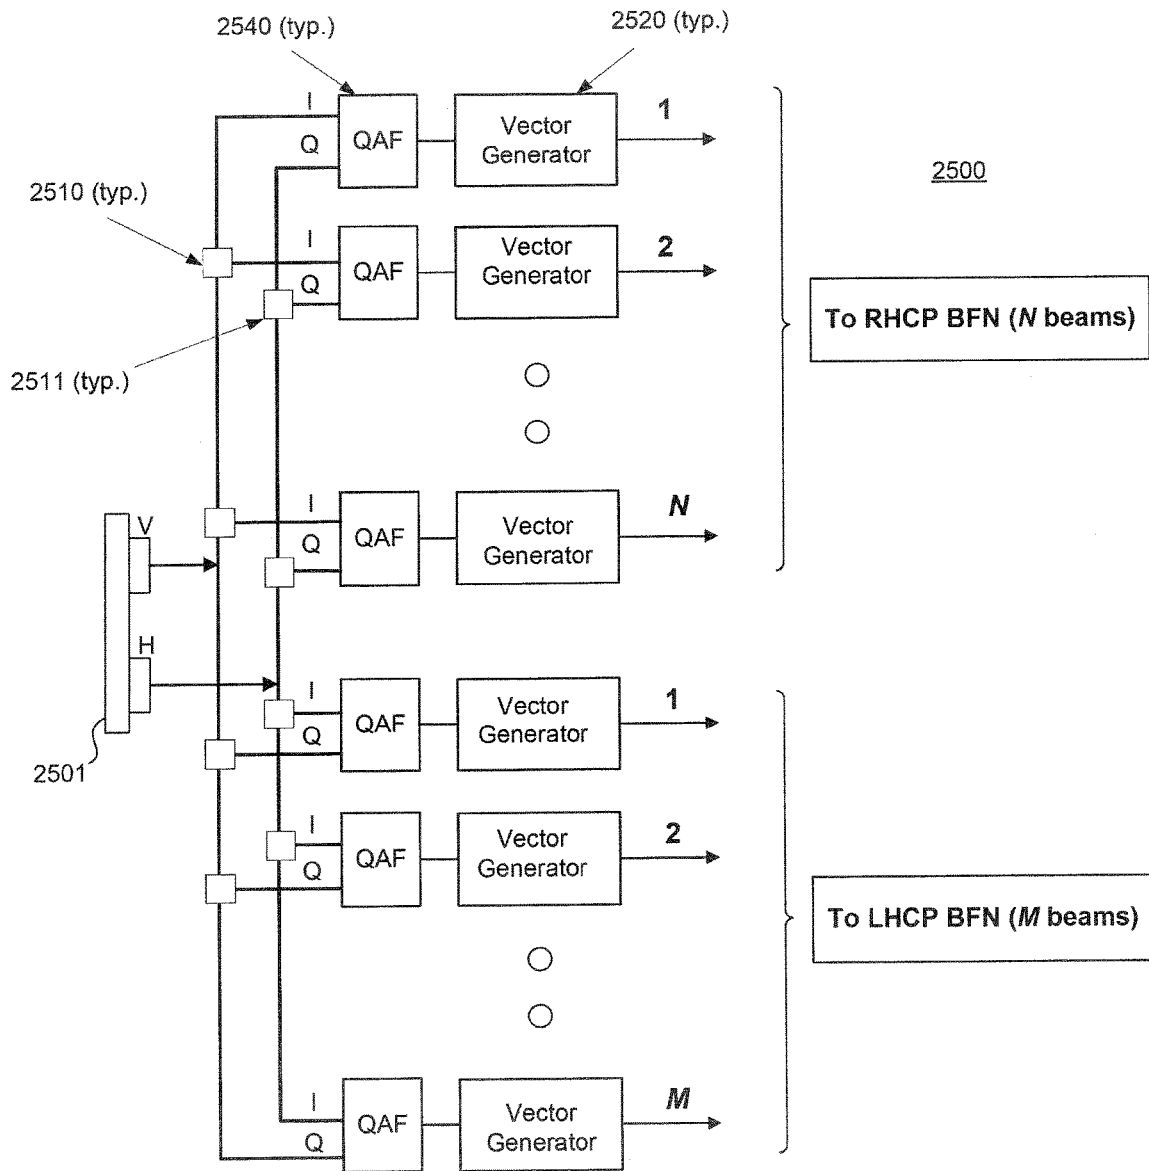 2540 (typ.)
2520 (typ.)
I
Q
QAF
Vector
Generator
1
2500
2510 (typ.)
I
Q
QAF
Vector
Generator
2
To RHCP BFN (N beams)
2511 (typ.)
I
Q
QAF
Vector
Generator
N
V
H
2501
I
Q
QAF
Vector
Generator
1
I
Q
QAF
Vector
Generator
2
To LHCP BFN (M beams)
I
Q
QAF
Vector
Generator
M